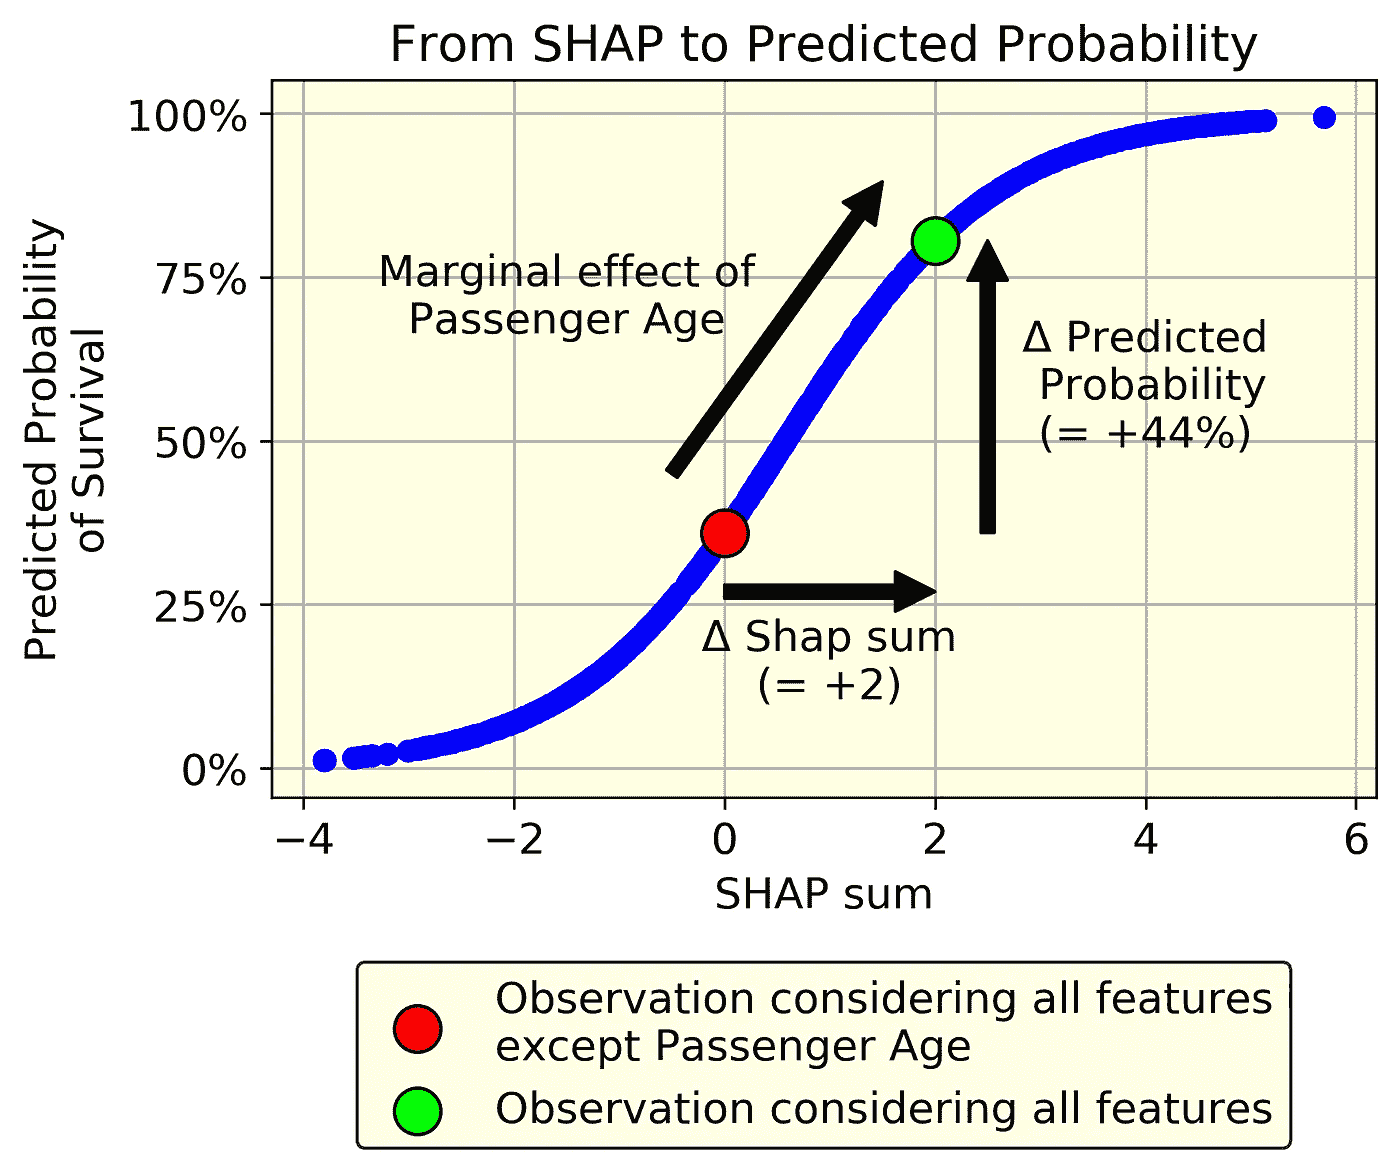 From SHAP to Predicted Probability
Predicted Probability
of Survival
100%
75%
50%
25%
0%
Marginal effect of
Passenger Age
Δ Predicted
Probability
(= +44%)
Δ Shap sum
(= +2)
−4
−2
0
2
4
6
SHAP sum
Observation considering all features
except Passenger Age
Observation considering all features